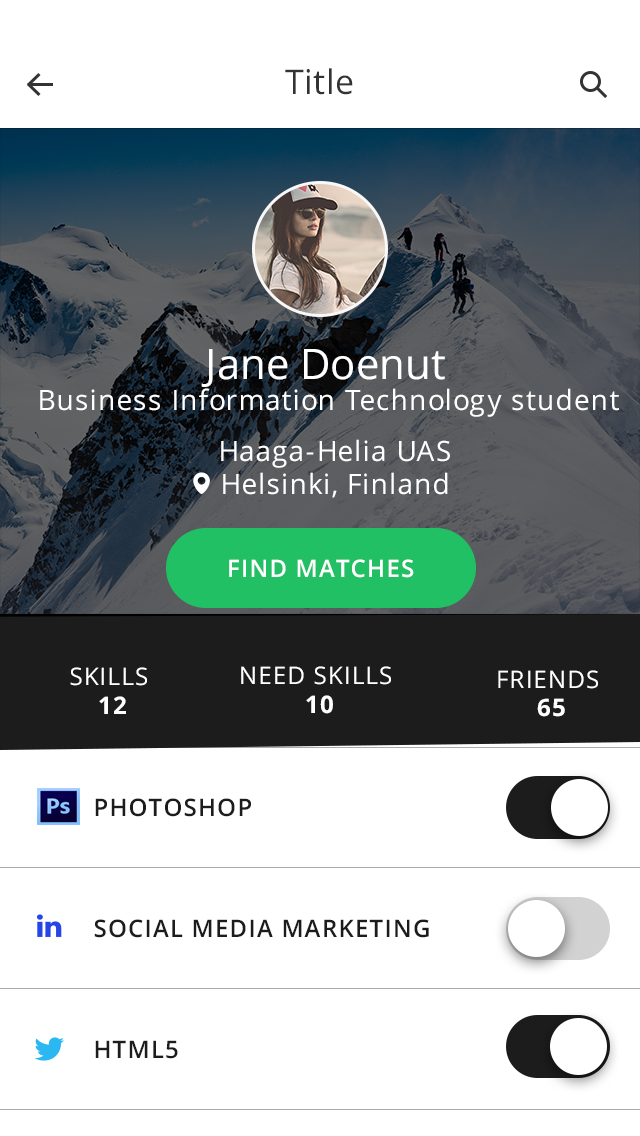 Title
Jane Doenut
Business Information Technology student
Haaga-Helia UAS
Helsinki, Finland
FIND MATCHES
SKILLS
12
NEED SKILLS
10
FRIENDS
65
Ps PHOTOSHOP
in SOCIAL MEDIA MARKETING
HTML5